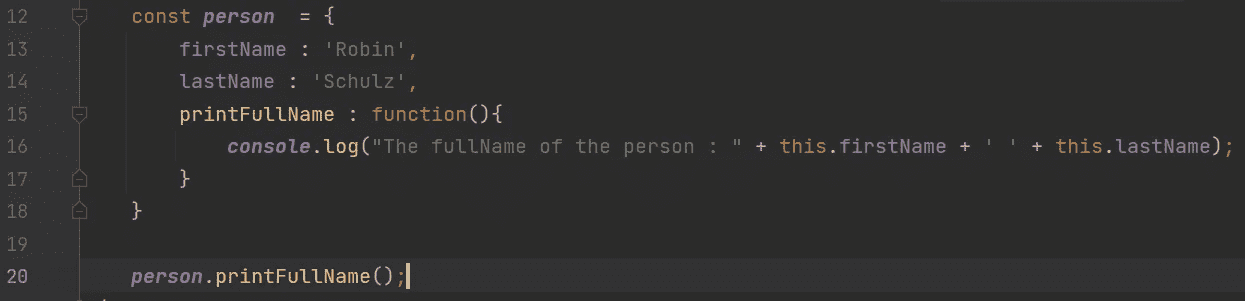 12 const person  = {
13 firstName : 'Robin',
14 lastName : 'Schulz',
15 printFullName : function(){
16 console.log("The fullName of the person : " + this.firstName + ' ' + this.lastName);
17 }
18 }
19
20 person.printFullName();